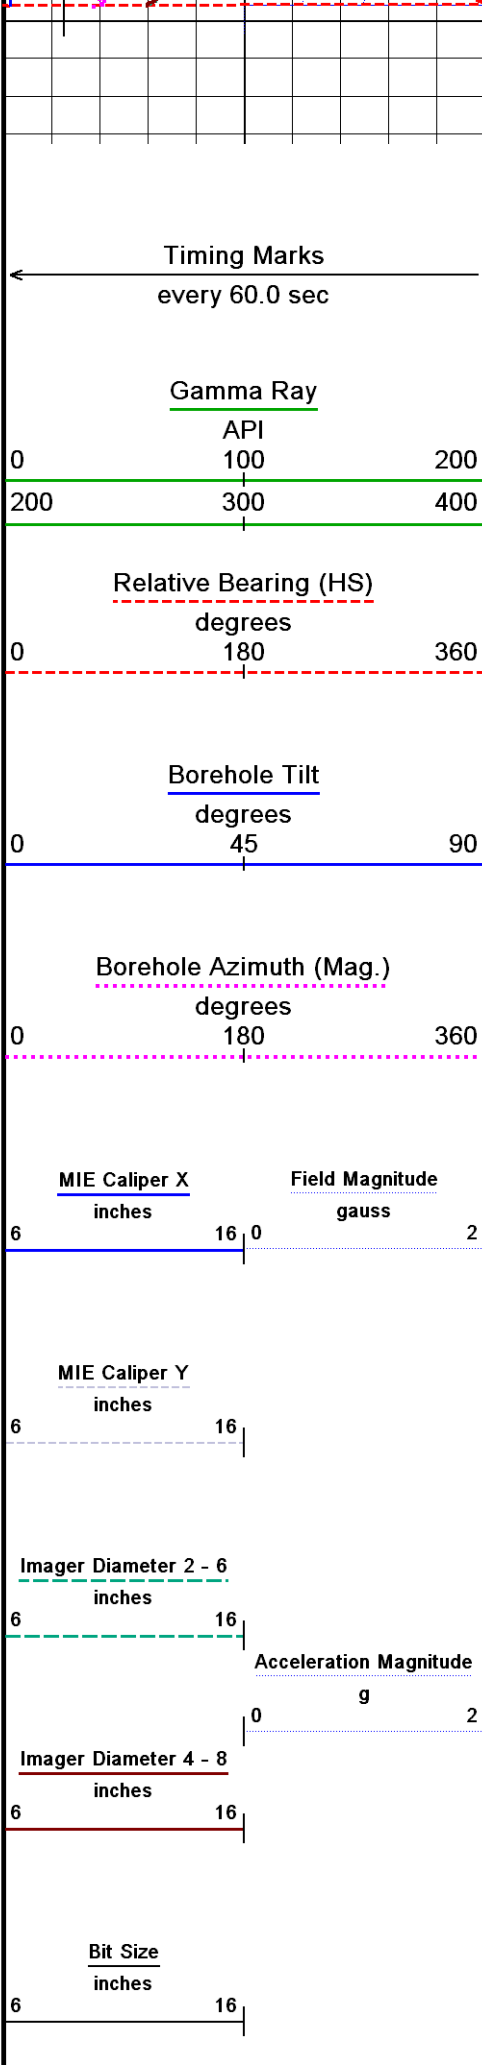 Timing Marks
every 60.0 sec
Gamma Ray
API
0 100 200
200 300 400
Relative Bearing (HS)
degrees
0 180 360
Borehole Tilt
degrees
0 45 90
Borehole Azimuth (Mag.)
degrees
0 180 360
MIE Caliper X Field Magnitude
inches gauss
6 16 0 2
MIE Caliper Y
inches
6 16
Imager Diameter 2 - 6
inches
6 16
Acceleration Magnitude
g
0 2
Imager Diameter 4 - 8
inches
6 16
Bit Size
inches
6 16